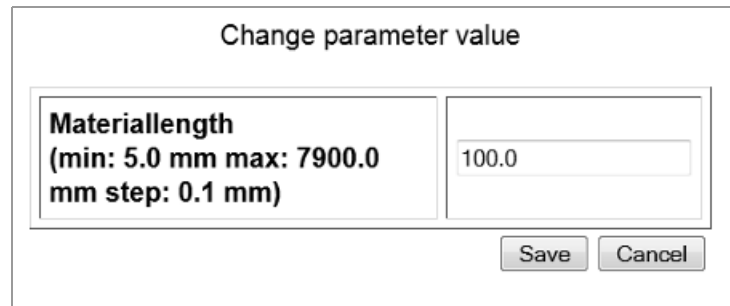 Change parameter value
Materiallength
(min: 5.0 mm max: 7900.0
mm step: 0.1 mm)
100.0
Save Cancel